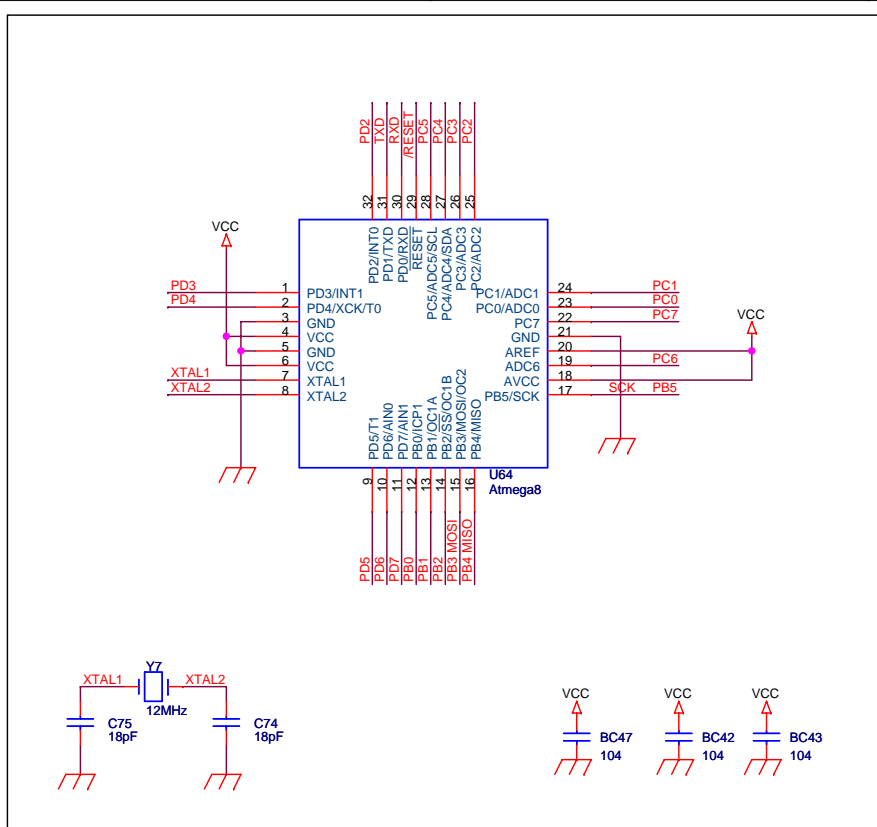 PD2
TXD
RXD
/RESET
PC5
PC4
PC3
PC2
32
31
30
29
28
27
26
25
PD2/INT0
PD1/TXD
PD0/RXD
RESET
PC5/ADC5/SCL
PC4/ADC4/SDA
PC3/ADC3
PC2/ADC2
VCC
PD3 1 PD3/INT1
PD4 2 PD4/XCK/T0
3 GND
4 VCC
5 GND
6 VCC
XTAL1 7 XTAL1
XTAL2 8 XTAL2
PC1/ADC1 24 PC1
PC0/ADC0 23 PC0
PC7 22 PC7
GND 21
AREF 20
ADC6 19 PC6
AVCC 18
PB5/SCK 17 SCK PB5
VCC
PD5/T1
PD6/AIN0
PD7/AIN1
PB0/ICP1
PB1/OC1A
PB2/SS/OC1B
PB3/MOSI/OC2
PB4/MISO
9
10
11
12
13
14
15
16
U64
Atmega8
PD5
PD6
PD7
PB0
PB1
PB2
PB3 MOSI
PB4 MISO
XTAL1 Y7 XTAL2
12MHz
C75
18pF
C74
18pF
VCC
BC47
104
VCC
BC42
104
VCC
BC43
104